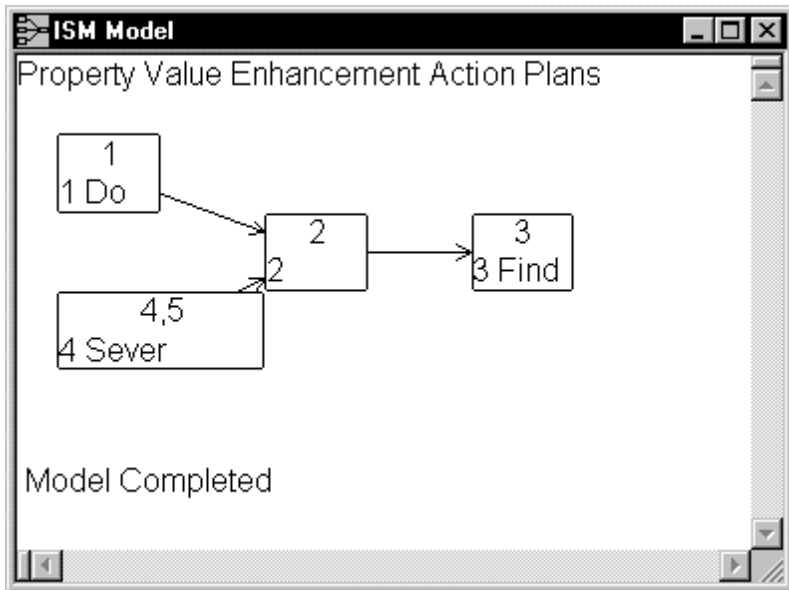 ISM Model
Property Value Enhancement Action Plans
1
1 Do
2
2
3
3 Find
4,5
4 Sever
Model Completed